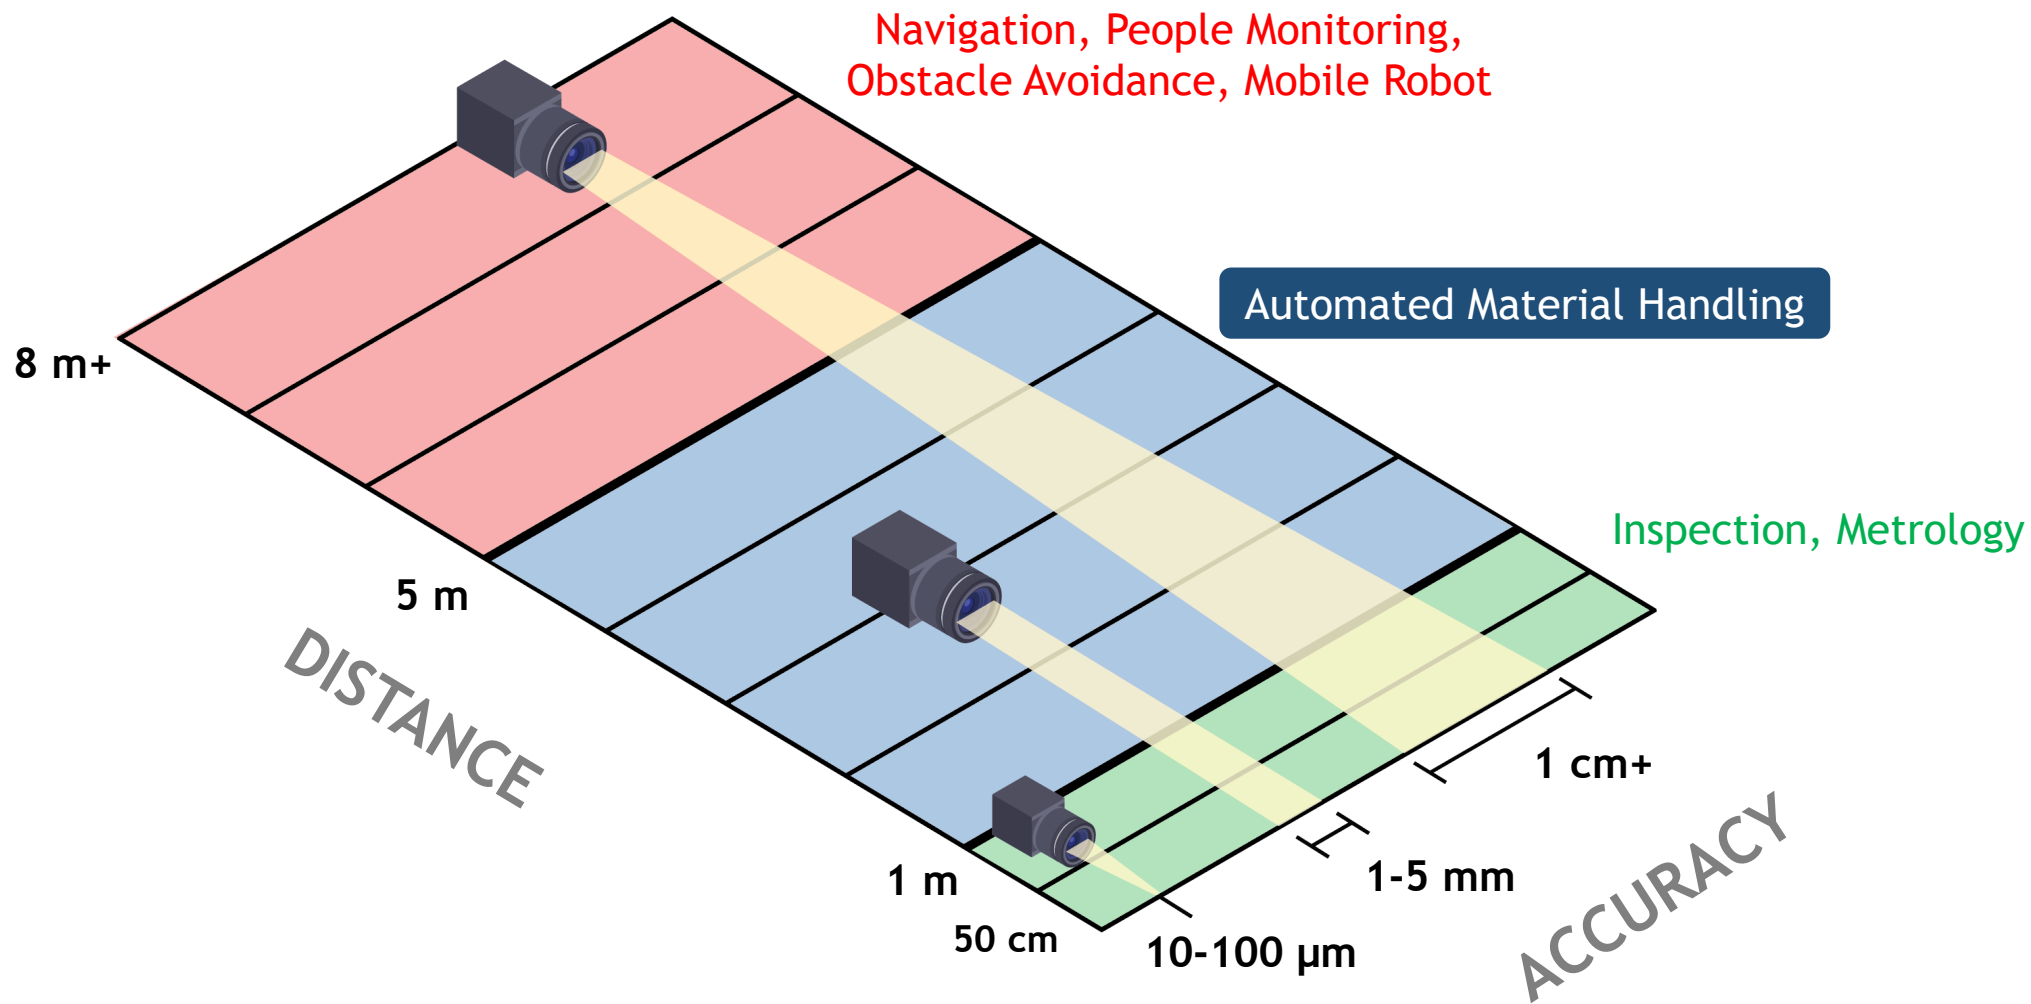 Navigation, People Monitoring,
Obstacle Avoidance, Mobile Robot
Automated Material Handling
8 m+
Inspection, Metrology
5 m
DISTANCE
1 cm+
1 m
1-5 mm
ACCURACY
50 cm
10-100 µm